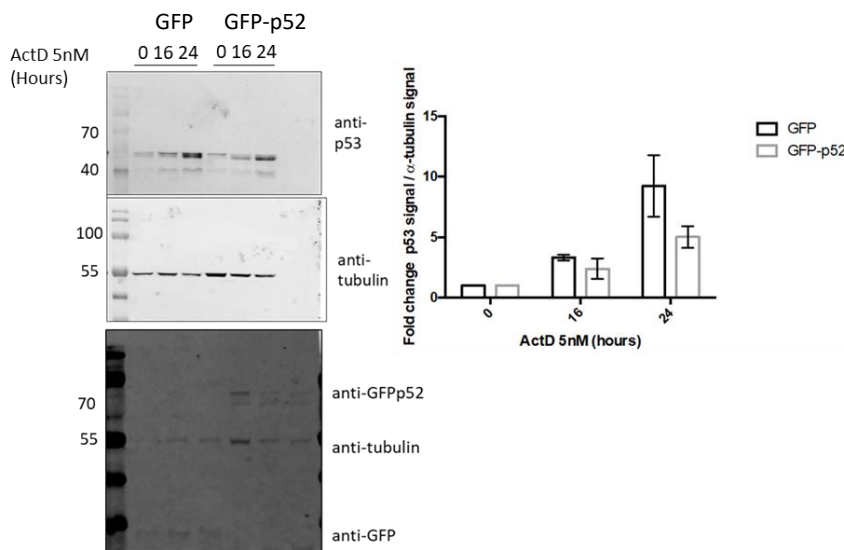 GFP GFP-p52
ActD 5nM
(Hours)
0 16 24 0 16 24
70
40
anti-
p53
100
55
anti-
tubulin
70
55
anti-GFPp52
anti-tubulin
anti-GFP
Fold change p53 signal / α-tubulin signal
15
10
5
0
0
16
24
ActD 5nM (hours)
GFP
GFP-p52